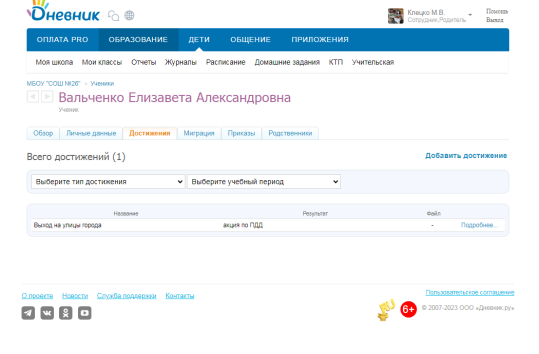 Дневник
Клецко М.В.
Сотрудник, Родитель
Помощь
Выход
ОПЛАТА PRO ОБРАЗОВАНИЕ ДЕТИ ОБЩЕНИЕ ПРИЛОЖЕНИЯ
Моя школа Мои классы Отчеты Журналы Расписание Домашние задания КТП Учительская
МБОУ "СОШ №26" → Ученики
Вальченко Елизавета Александровна
Ученик
Обзор Личные данные Достижения Миграция Приказы Родственники
Всего достижений (1) Добавить достижение
Выберите тип достижения Выберите учебный период
Название Результат Файл
Выход на улицы города акция по ПДД - Подробнее...
О проекте Новости Служба поддержки Контакты
Пользовательское соглашение
6+ © 2007-2023 ООО «Дневник.ру»